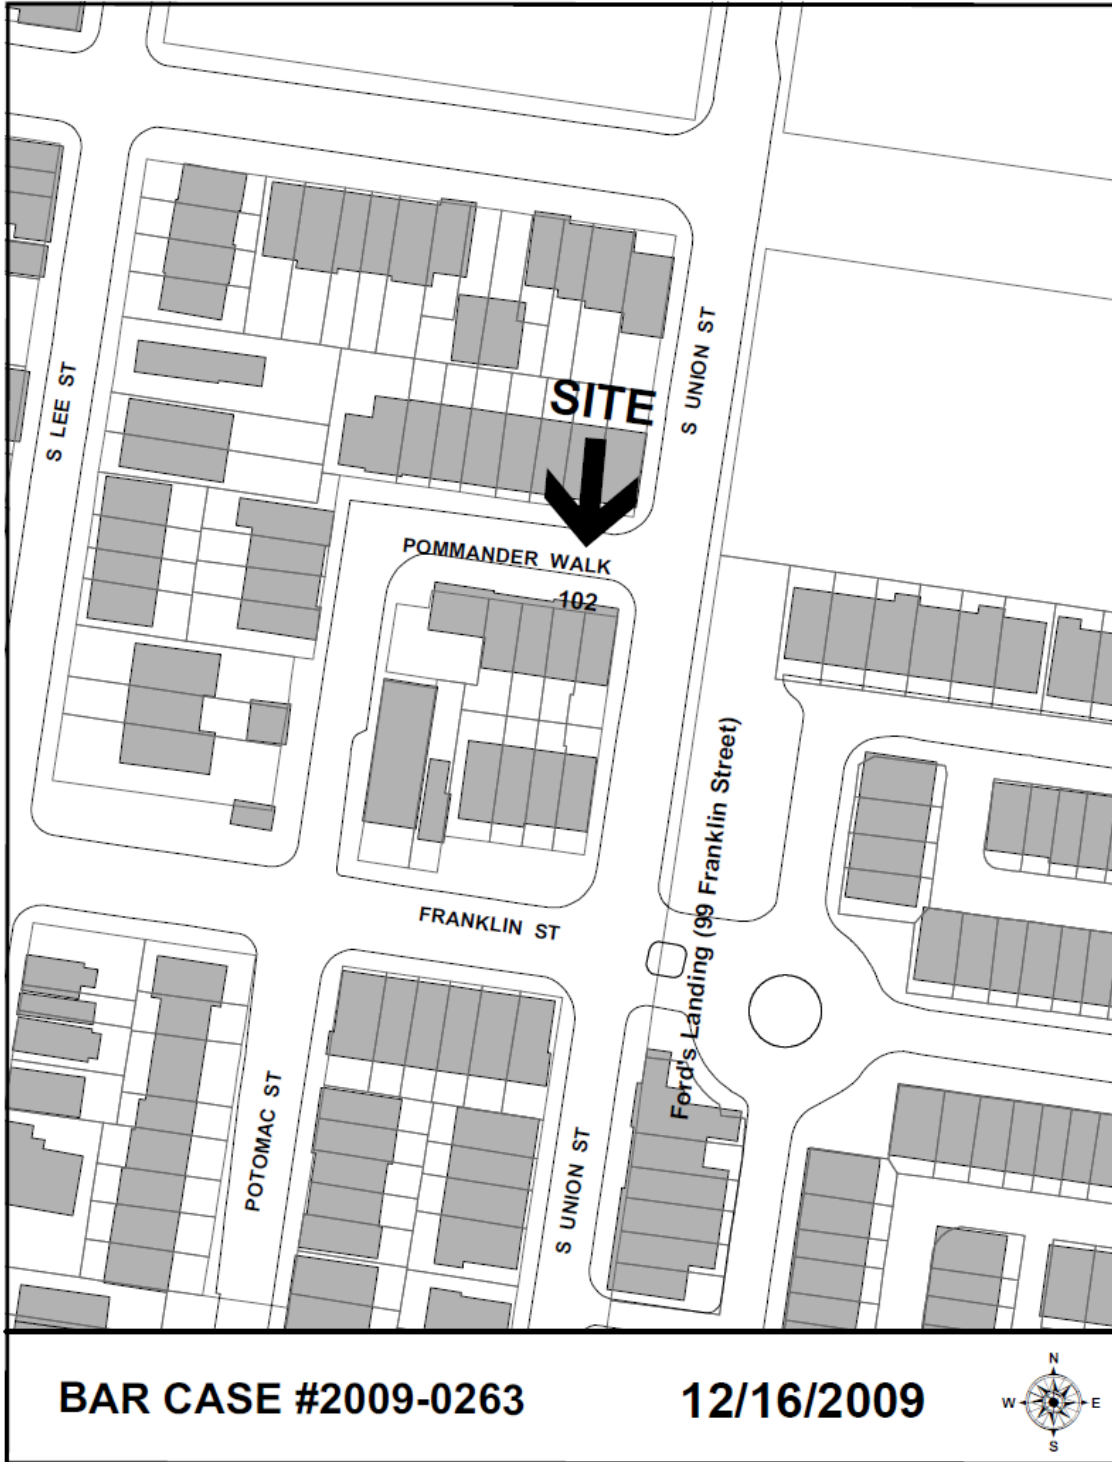 S UNION ST
S LEE ST
SITE
POMMANDER WALK
102
Ford's Landing (99 Franklin Street)
FRANKLIN ST
POTOMAC ST
S UNION ST
BAR CASE #2009-0263
12/16/2009
N
W E
S